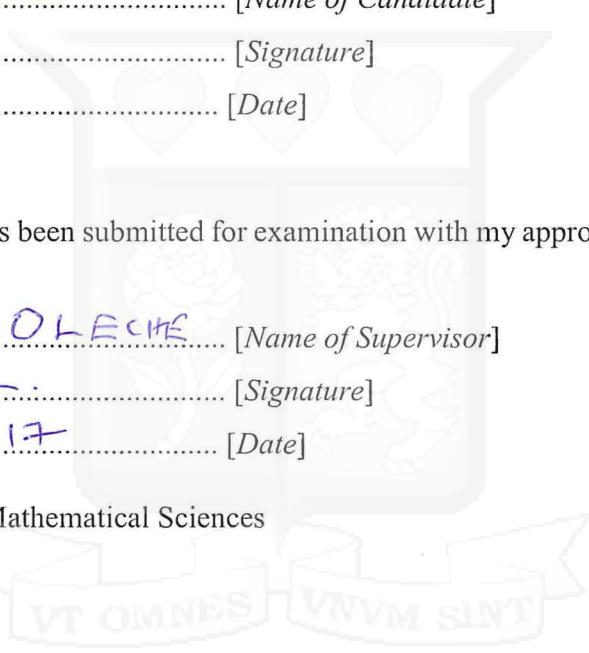 ............................ [Name of Candidate]
............................ [Signature]
............................ [Date]
s been submitted for examination with my appro
OLECHE [Name of Supervisor]
............................ [Signature]
17 ............................ [Date]
Mathematical Sciences
VT OMNES VNVM SINT